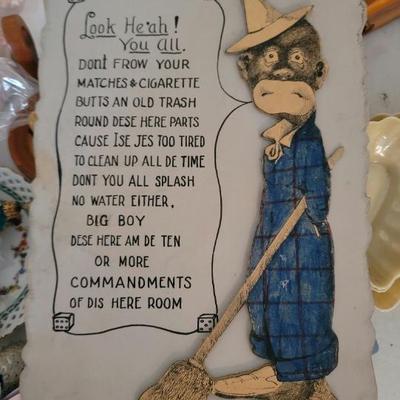 Look He'ah!
You all.
DONT FROW YOUR
MATCHES & CIGARETTE
BUTTS AN OLD TRASH
ROUND DESE HERE PARTS
CAUSE ISE JES TOO TIRED
TO CLEAN UP ALL DE TIME
DONT YOU ALL SPLASH
NO WATER EITHER,
BIG BOY
DESE HERE AM DE TEN
OR MORE
COMMANDMENTS
OF DIS HERE ROOM